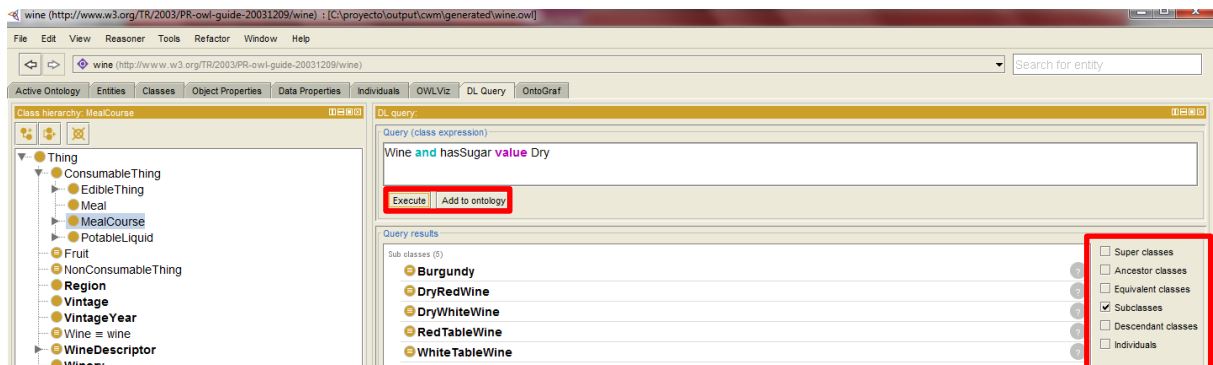 wine (http://www.w3.org/TR/2003/PR-owl-guide-20031209/wine) : [C:\proyecto\output\cwm\generated\wine.owl]
File Edit View Reasoner Tools Refactor Window Help
wine (http://www.w3.org/TR/2003/PR-owl-guide-20031209/wine)
Search for entity
Active Ontology Entities Classes Object Properties Data Properties Individuals OWLViz DL Query OntoGraf
Class hierarchy: MealCourse
Thing
ConsumableThing
EdibleThing
Meal
MealCourse
PotableLiquid
Fruit
NonConsumableThing
Region
Vintage
VintageYear
Wine ≡ wine
WineDescriptor
Winery
DL query:
Query (class expression)
Wine and hasSugar value Dry
Execute Add to ontology
Query results
Sub classes (5)
Burgundy
DryRedWine
DryWhiteWine
RedTableWine
WhiteTableWine
Super classes
Ancestor classes
Equivalent classes
Subclasses
Descendant classes
Individuals